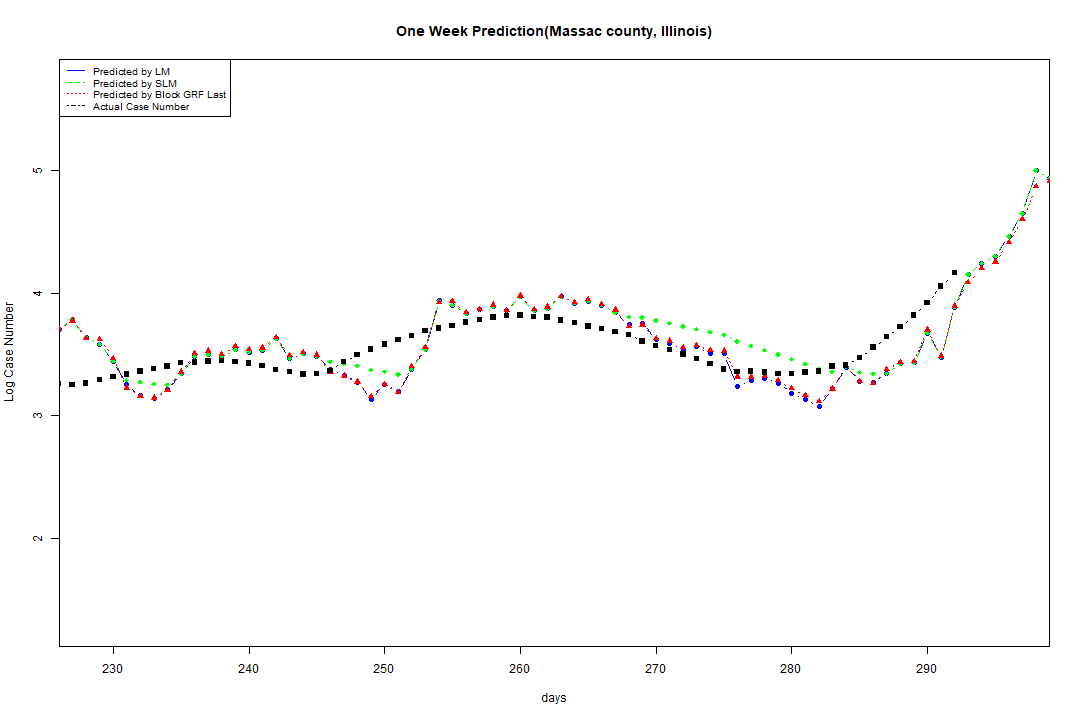 One Week Prediction(Massac county, Illinois)
Predicted by LM
Predicted by SLM
Predicted by Block GRF Last
Actual Case Number
5
4
3
2
Log Case Number
230 240 250 260 270 280 290
days